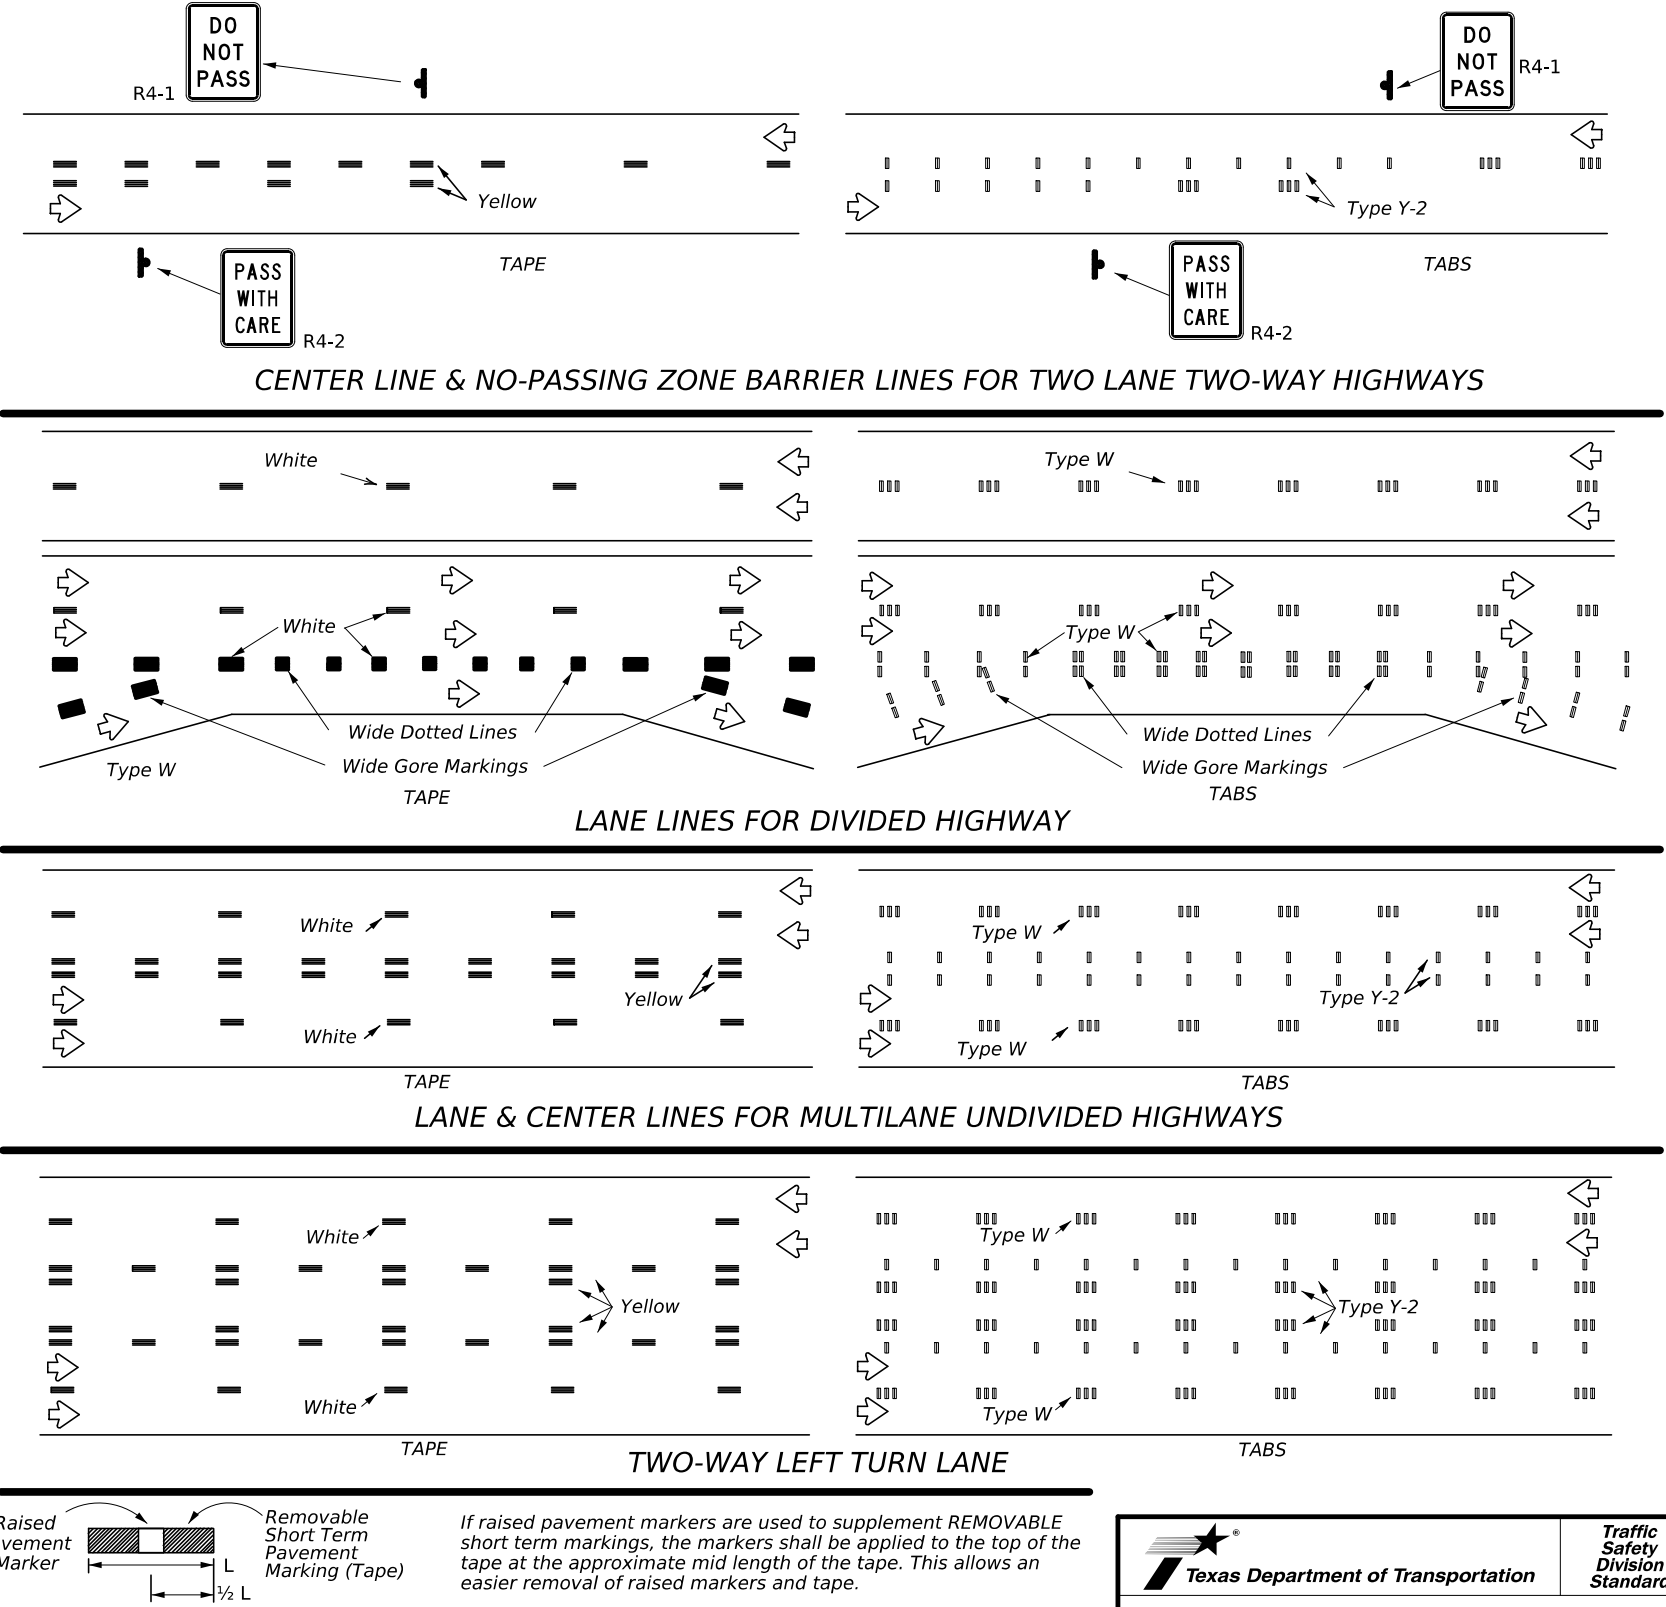 DO
NOT
PASS
R4-1
DO
NOT
PASS
R4-1
Yellow
Type Y-2
TAPE
TABS
PASS
WITH
CARE
R4-2
PASS
WITH
CARE
R4-2
CENTER LINE & NO-PASSING ZONE BARRIER LINES FOR TWO LANE TWO-WAY HIGHWAYS
White
Type W
White
Type W
Wide Dotted Lines
Wide Dotted Lines
Type W
Wide Gore Markings
Wide Gore Markings
TAPE
TABS
LANE LINES FOR DIVIDED HIGHWAY
White
Type W
Yellow
Type Y-2
White
Type W
TAPE
TABS
LANE & CENTER LINES FOR MULTILANE UNDIVIDED HIGHWAYS
White
Type W
Yellow
Type Y-2
White
Type W
TAPE
TABS
TWO-WAY LEFT TURN LANE
Raised
vement
Marker
Removable
Short Term
Pavement
Marking (Tape)
L
½ L
If raised pavement markers are used to supplement REMOVABLE
short term markings, the markers shall be applied to the top of the
tape at the approximate mid length of the tape. This allows an
easier removal of raised markers and tape.
®
Texas Department of Transportation
Traffic
Safety
Division
Standard